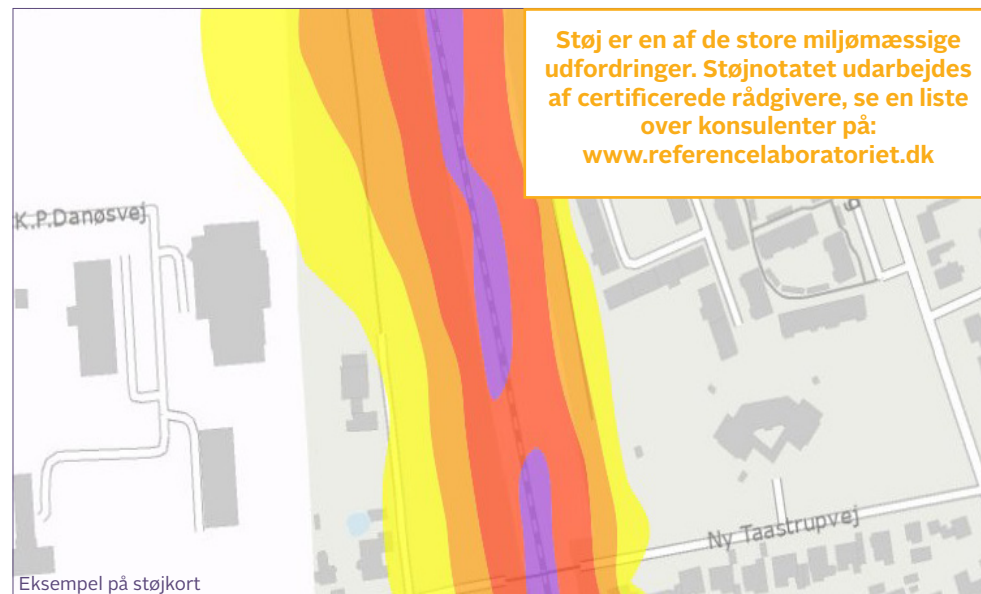 Støj er en af de store miljømæssige
udfordringer. Støjnotatet udarbejdes
af certificerede rådgivere, se en liste
over konsulenter på:
www.referencelaboratoriet.dk
K.P.Danøsvej
Ny Taastrupvej
Eksempel på støjkort